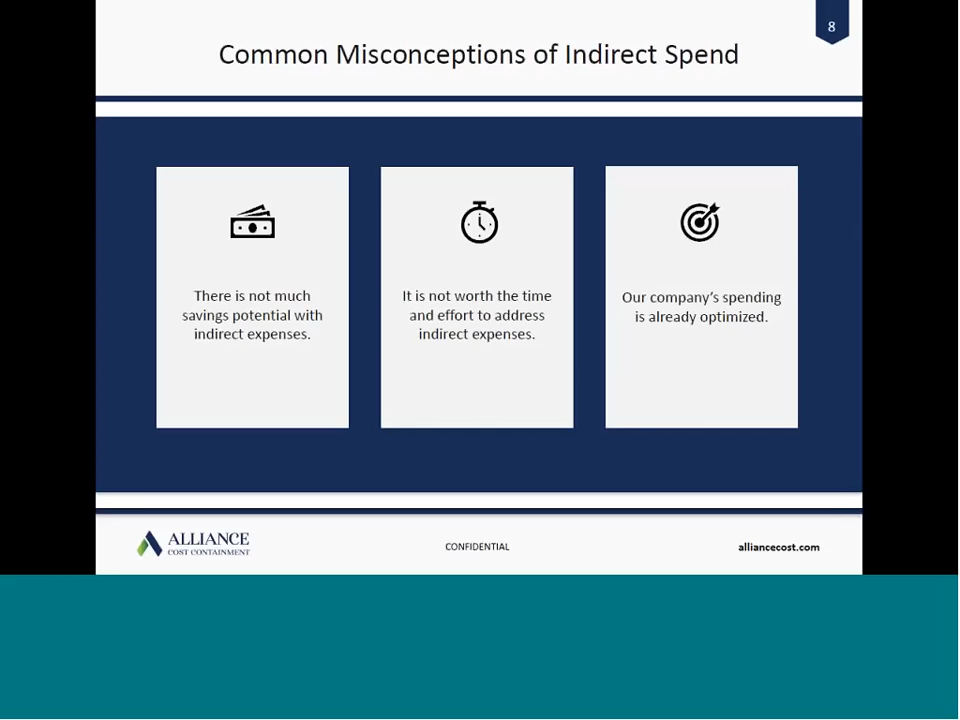 8
Common Misconceptions of Indirect Spend
There is not much
savings potential with
indirect expenses.
It is not worth the time
and effort to address
indirect expenses.
Our company’s spending
is already optimized.
ALLIANCE
COST CONTAINMENT
CONFIDENTIAL
alliancecost.com